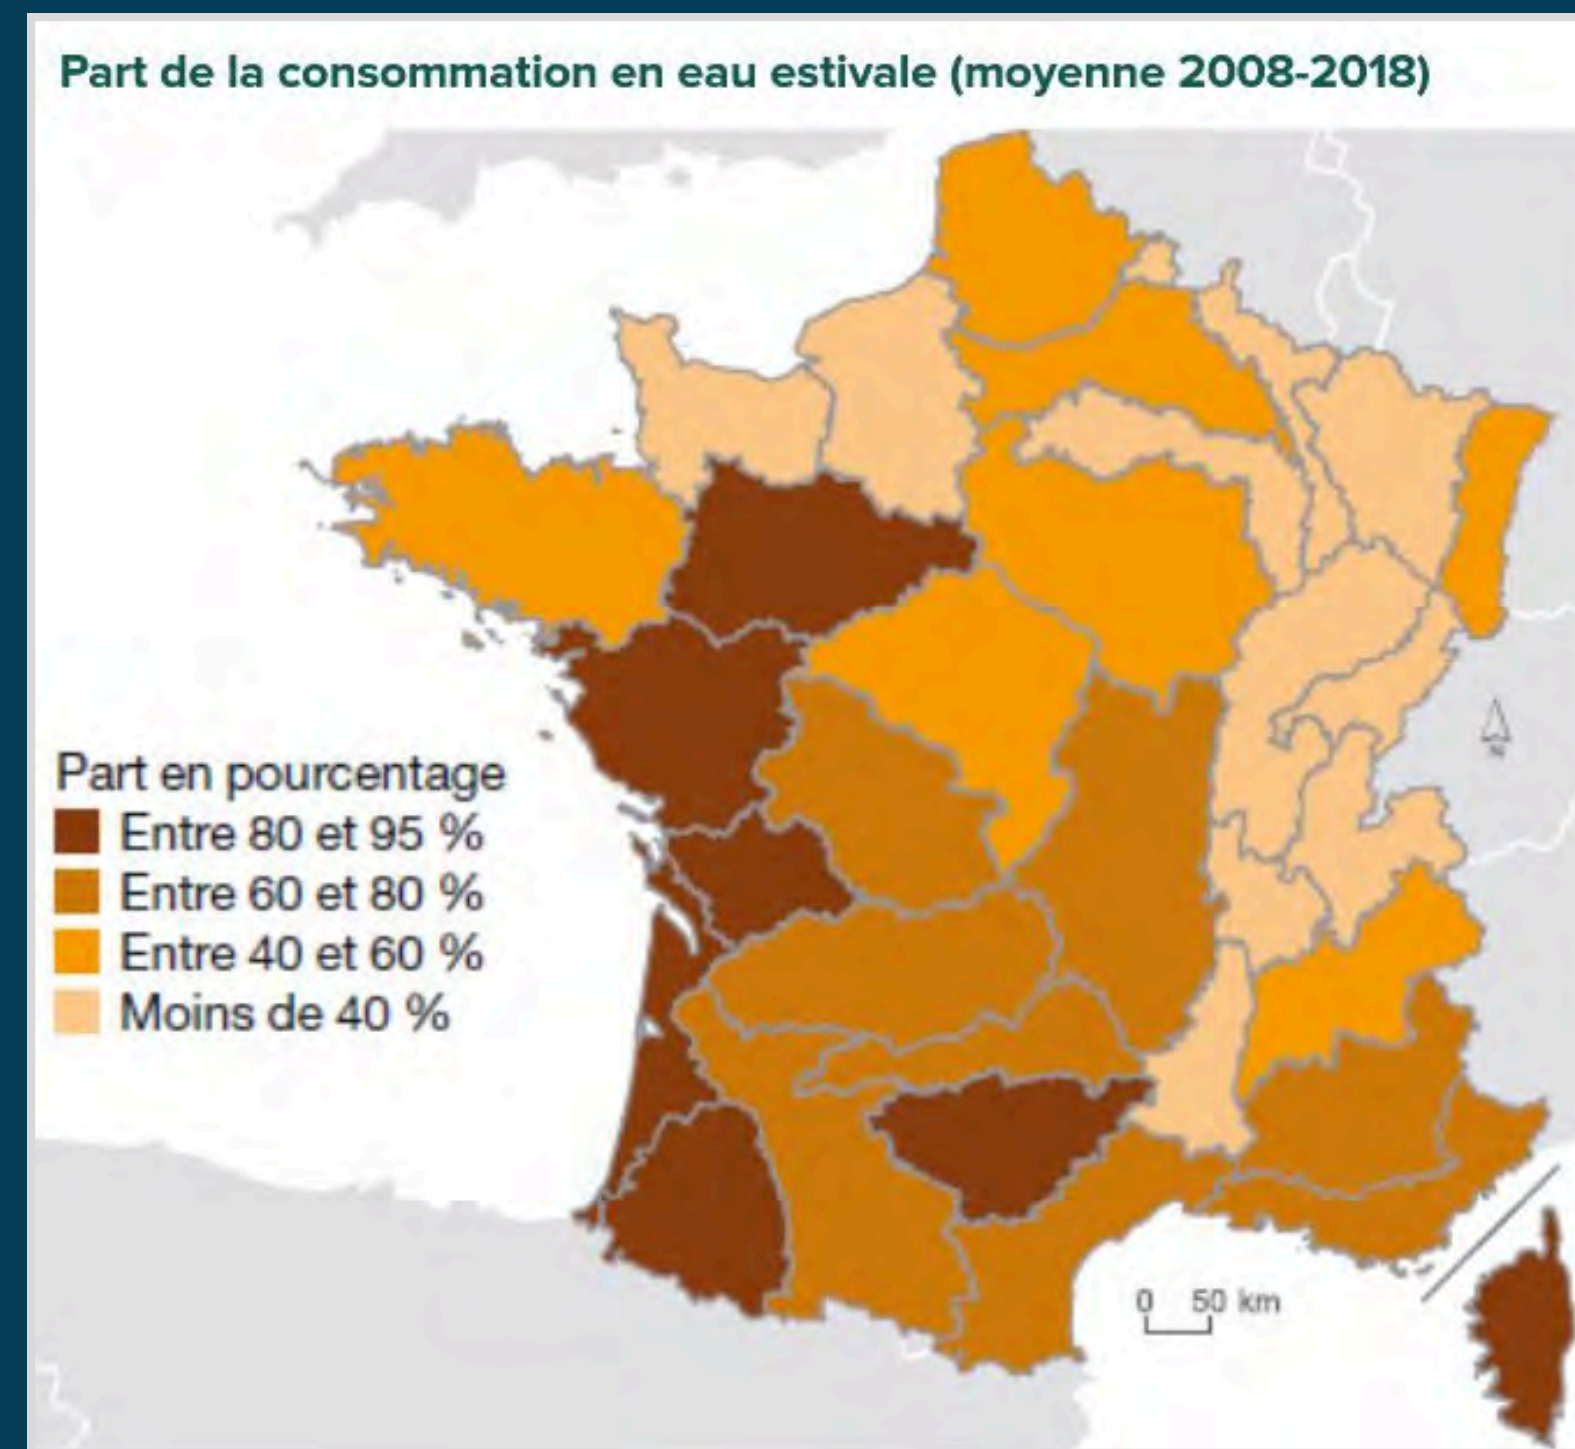 Part de la consommation en eau estivale (moyenne 2008-2018)
Part en pourcentage
Entre 80 et 95 %
Entre 60 et 80 %
Entre 40 et 60 %
Moins de 40 %
N
0 50 km